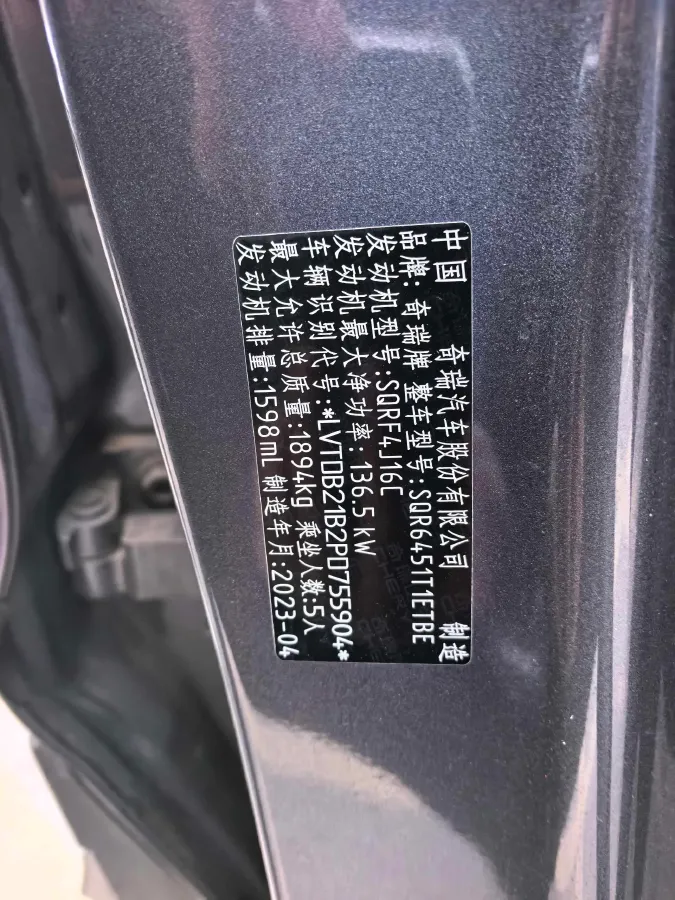 中国 奇瑞汽车股份有限公司 制造
品牌: 奇瑞牌 整车型号:SQR6451T1ETBE
发动机型号:SQRF4J16C
发动机最大净功率:136.5 kW
车辆识别代号:*LVTDB21B2PD755904*
最大允许总质量:1894kg 乘坐人数:5人
发动机排量:1598mL 制造年月:2023-04